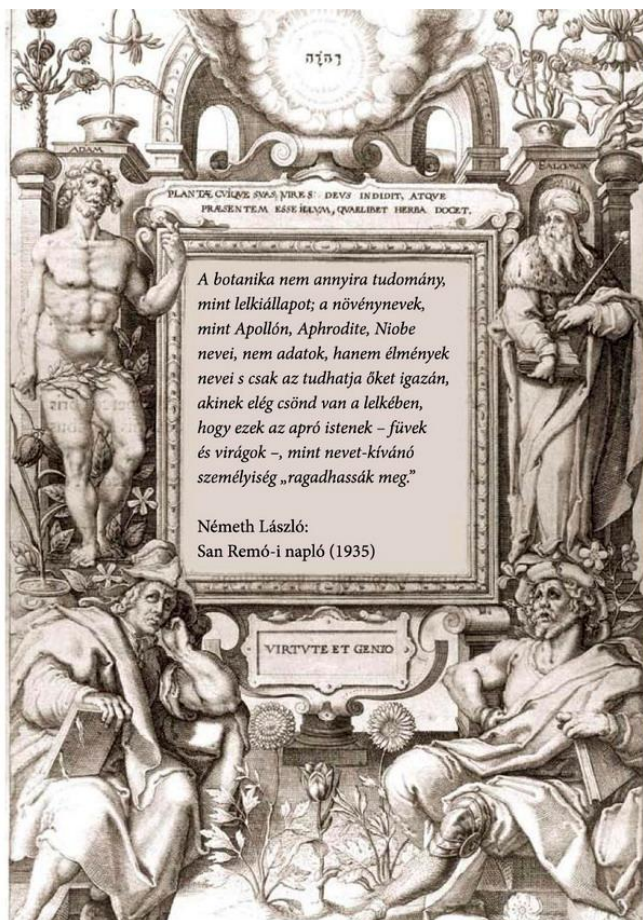 יהוה
ADAM
SALOMON
PLANTÆ CVIQVE SVAS VIRES DEVS INDIDIT, ATQVE
PRÆSENTEM ESSE ILLVM, QVAELIBET HERBA DOCET.
A botanika nem annyira tudomány,
mint lelkiállapot; a növénynevek,
mint Apollón, Aphrodite, Niobe
nevei, nem adatok, hanem élmények
nevei s csak az tudhatja őket igazán,
akinek elég csönd van a lelkében,
hogy ezek az apró istenek – füvek
és virágok –, mint nevet-kívánó
személyiség „ragadhassák meg.”
Németh László:
San Remó-i napló (1935)
VIRTVTE ET GENIO